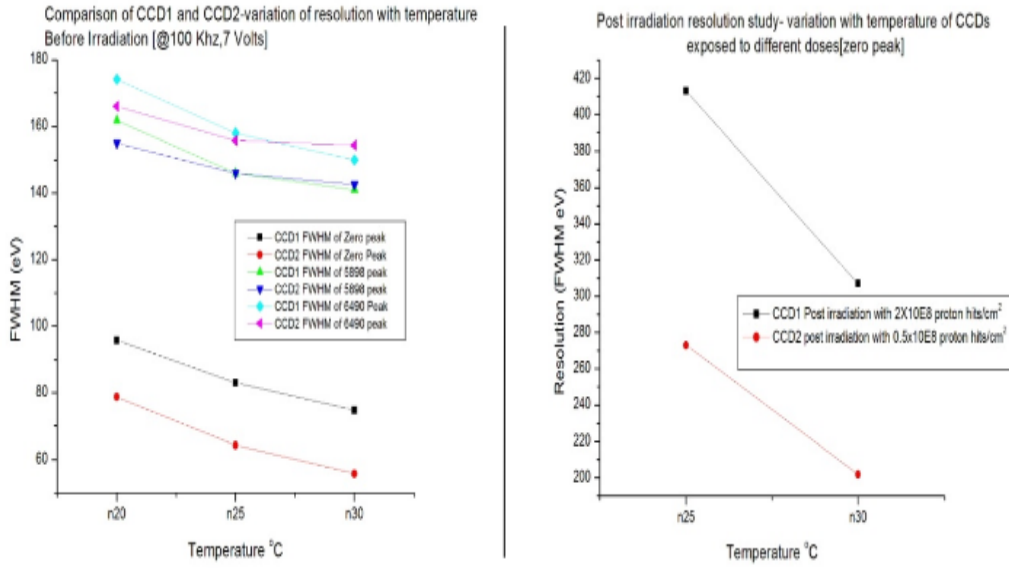 Comparison of CCD1 and CCD2-variation of resolution with temperature
Before Irradiation [@100 Khz,7 Volts]
180
160
140
120
100
80
60
FWHM (eV)
CCD1 FWHM of Zero peak
CCD2 FWHM of Zero Peak
CCD1 FWHM of 5898 peak
CCD2 FWHM of 5898 peak
CCD1 FWHM of 6490 Peak
CCD2 FWHM of 6490 peak
n20 n25 n30
Temperature °C
Post irradiation resolution study- variation with temperature of CCDs
exposed to different doses[zero peak]
420
400
380
360
340
320
300
280
260
240
220
200
Resolution (FWHM eV)
CCD1 Post irradiation with 2X10E8 proton hits/cm²
CCD2 post irradiation with 0.5x10E8 proton hits/cm²
n25 n30
Temperature °C